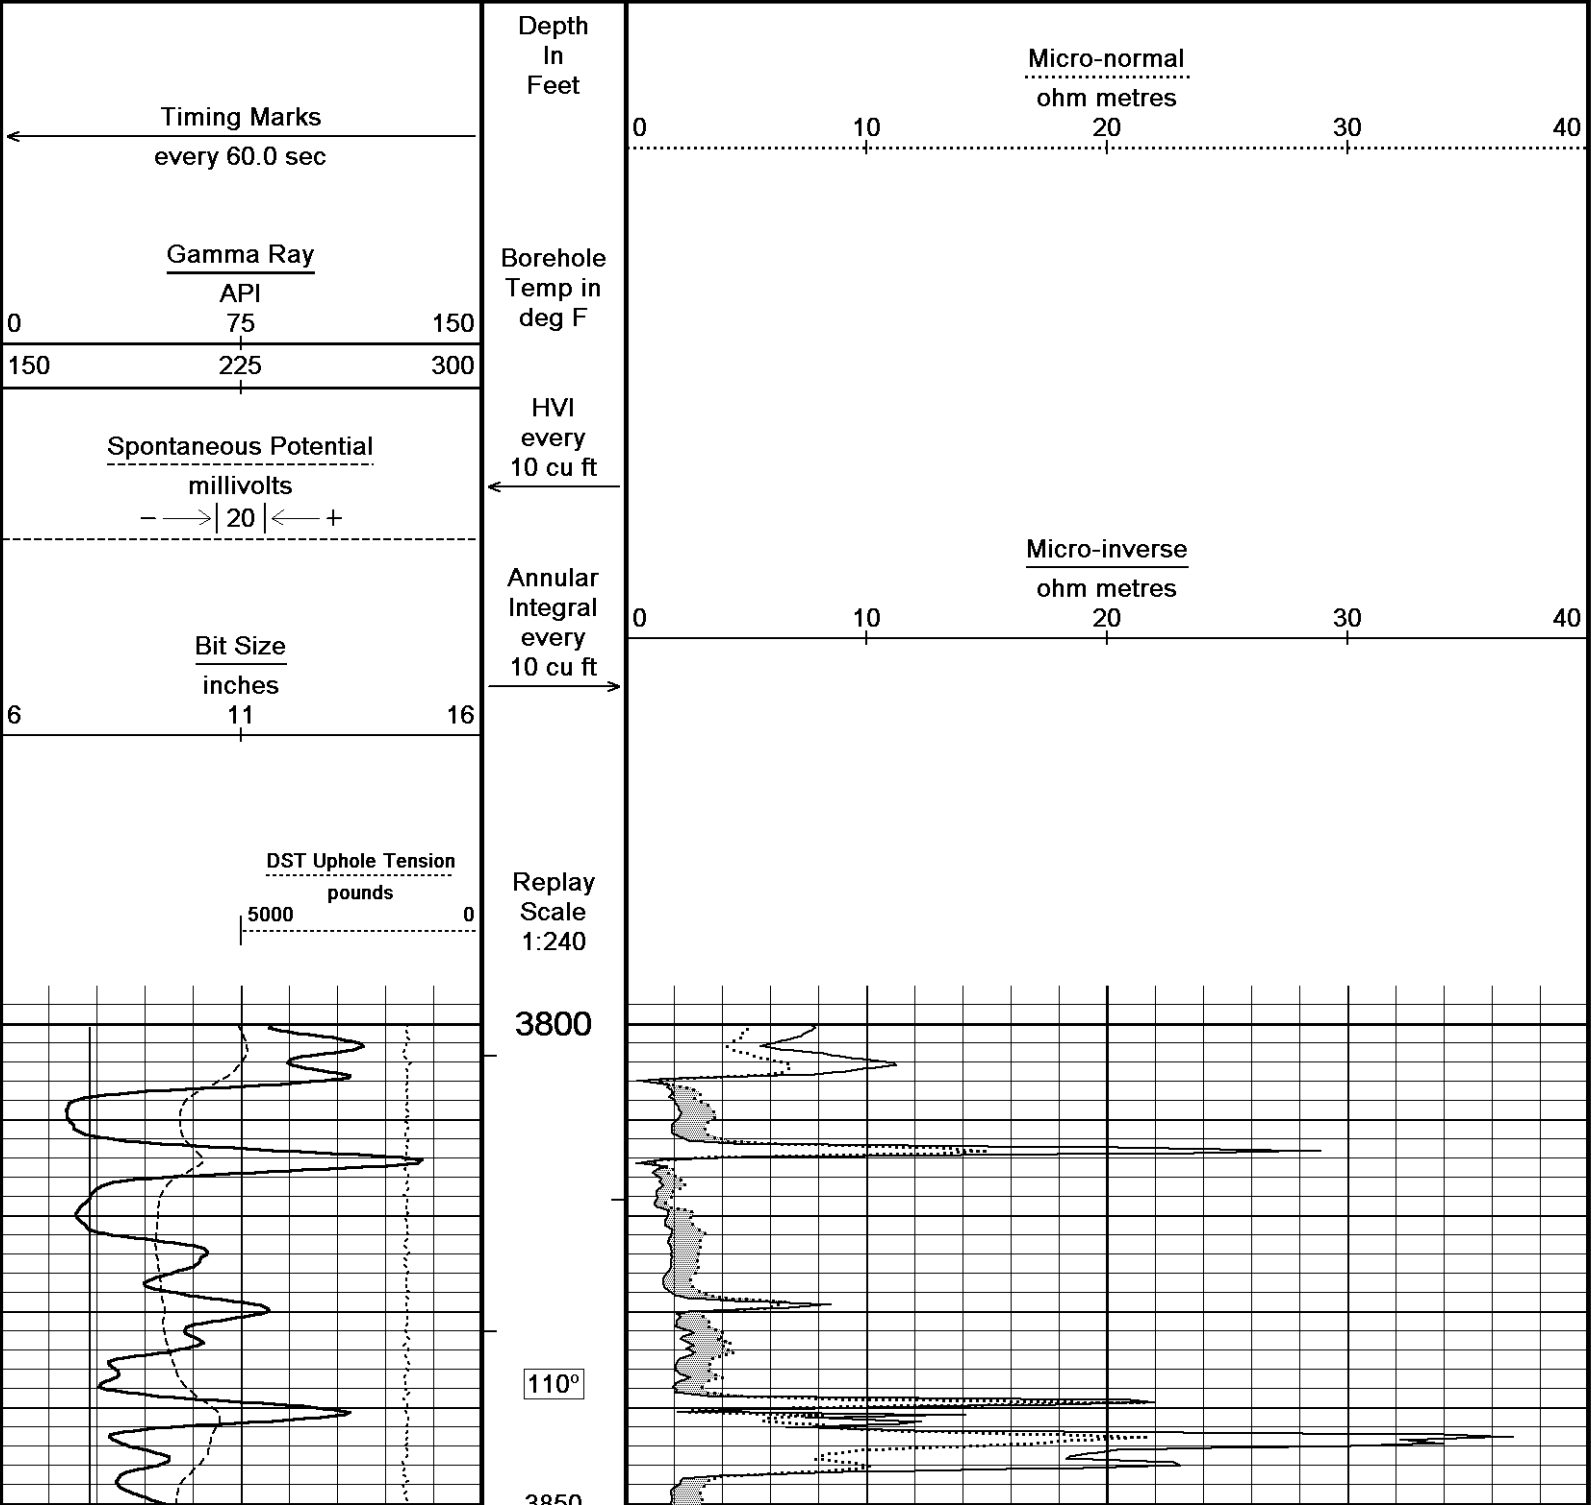 Timing Marks
every 60.0 sec
Gamma Ray
API
0 75 150
150 225 300
Spontaneous Potential
millivolts
− 20 +
Bit Size
inches
6 11 16
DST Uphole Tension
pounds
5000 0
Depth
In
Feet
Borehole
Temp in
deg F
HVI
every
10 cu ft
Annular
Integral
every
10 cu ft
Replay
Scale
1:240
3800
110°
3850
Micro-normal
ohm metres
0 10 20 30 40
Micro-inverse
ohm metres
0 10 20 30 40